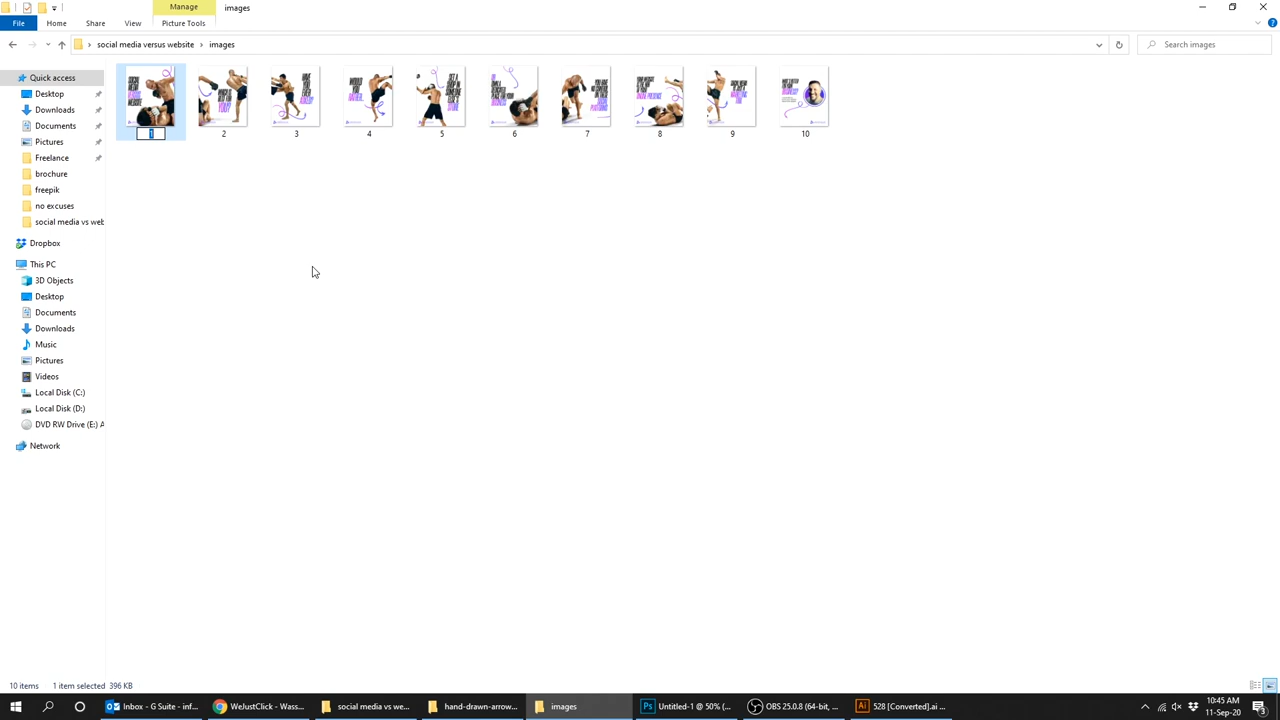 Manage
images
File
Home
Share
View
Picture Tools
social media versus website
images
Search images
Quick access
Desktop
Downloads
Documents
Pictures
Freelance
brochure
freepik
no excuses
social media vs web
Dropbox
This PC
3D Objects
Desktop
Documents
Downloads
Music
Pictures
Videos
Local Disk (C:)
Local Disk (D:)
DVD RW Drive (E:) A
Network
1
2
3
4
5
6
7
8
9
10
10 items
1 item selected 396 KB
Inbox - G Suite - inf...
WeJustClick - Wass...
social media vs we...
hand-drawn-arrow...
images
Untitled-1 @ 50% (...
OBS 25.0.8 (64-bit, ...
528 [Converted].ai ...
10:45 AM
11-Sep-20
3